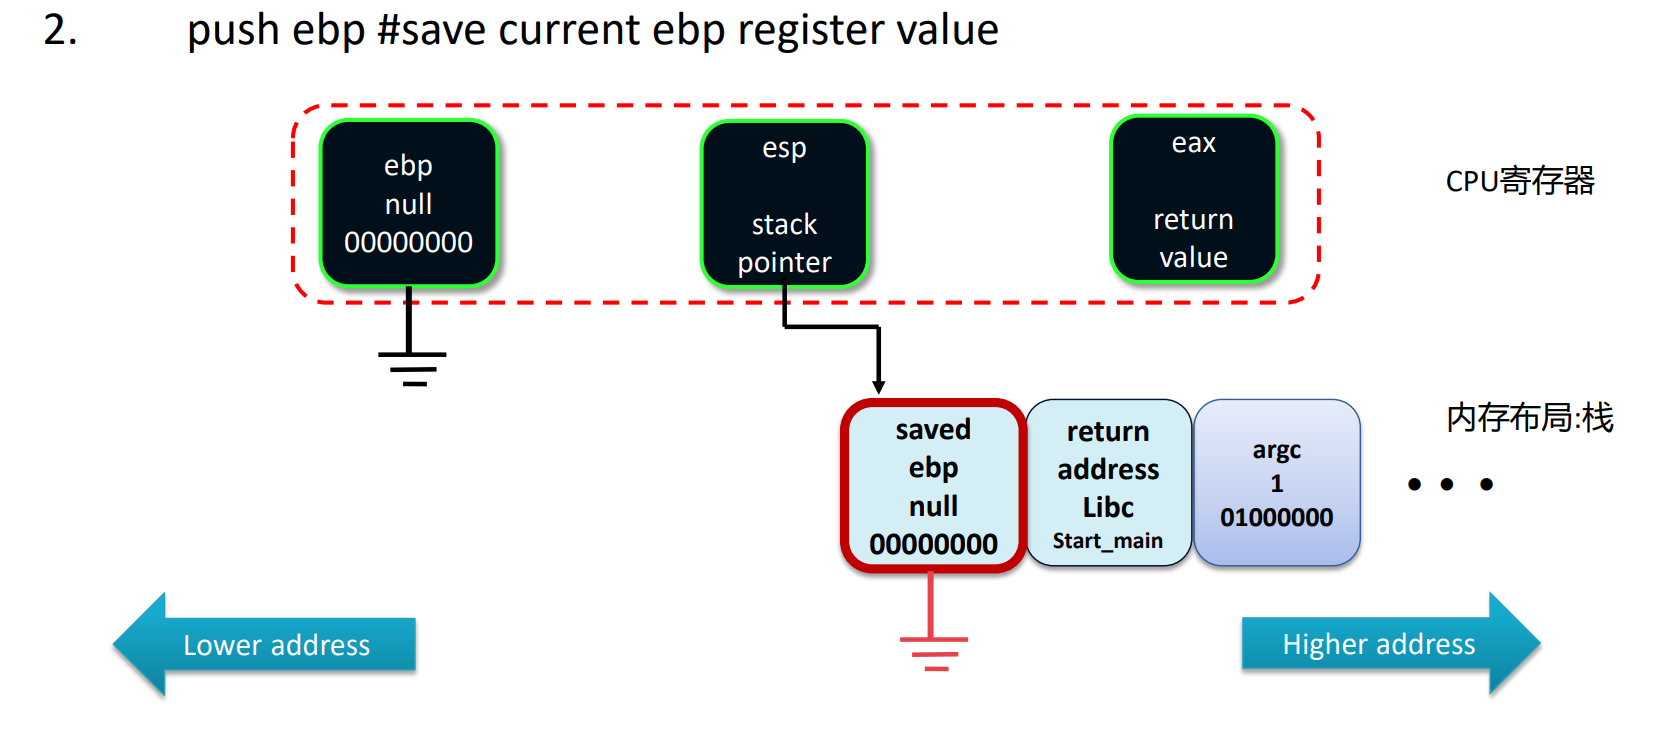 2. push ebp #save current ebp register value
ebp
null
00000000
esp
stack
pointer
eax
return
value
CPU寄存器
saved
ebp
null
00000000
return
address
Libc
Start_main
argc
1
01000000
内存布局:栈
• • •
Lower address
Higher address